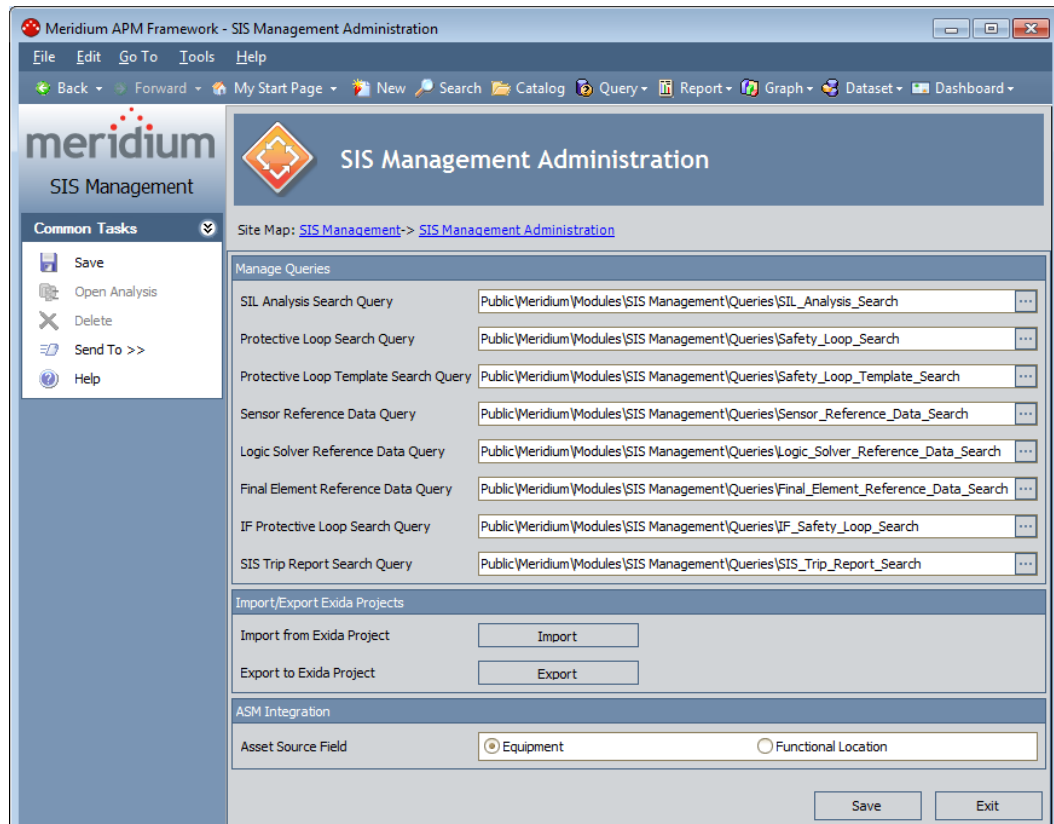 Meridium APM Framework - SIS Management Administration
File Edit Go To Tools Help
Back Forward My Start Page New Search Catalog Query Report Graph Dataset Dashboard
meridium
SIS Management
SIS Management Administration
Common Tasks
Save
Open Analysis
Delete
Send To >>
Help
Site Map: SIS Management-> SIS Management Administration
Manage Queries
SIL Analysis Search Query Public\Meridium\Modules\SIS Management\Queries\SIL_Analysis_Search ...
Protective Loop Search Query Public\Meridium\Modules\SIS Management\Queries\Safety_Loop_Search ...
Protective Loop Template Search Query Public\Meridium\Modules\SIS Management\Queries\Safety_Loop_Template_Search ...
Sensor Reference Data Query Public\Meridium\Modules\SIS Management\Queries\Sensor_Reference_Data_Search ...
Logic Solver Reference Data Query Public\Meridium\Modules\SIS Management\Queries\Logic_Solver_Reference_Data_Search ...
Final Element Reference Data Query Public\Meridium\Modules\SIS Management\Queries\Final_Element_Reference_Data_Search ...
IF Protective Loop Search Query Public\Meridium\Modules\SIS Management\Queries\IF_Safety_Loop_Search ...
SIS Trip Report Search Query Public\Meridium\Modules\SIS Management\Queries\SIS_Trip_Report_Search ...
Import/Export Exida Projects
Import from Exida Project Import
Export to Exida Project Export
ASM Integration
Asset Source Field Equipment Functional Location
Save Exit